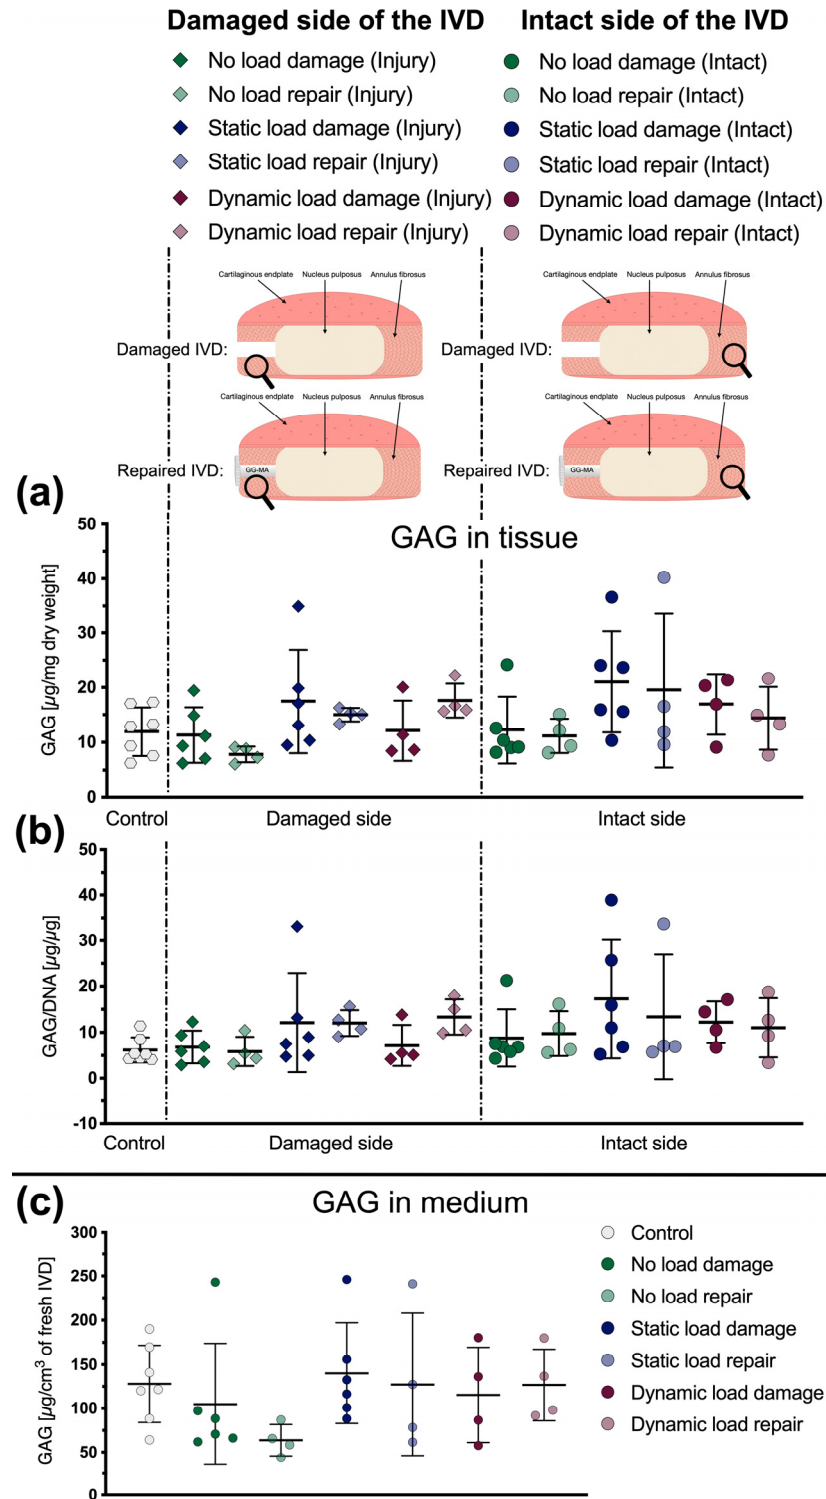 Damaged side of the IVD
Intact side of the IVD
No load damage (Injury)
No load repair (Injury)
Static load damage (Injury)
Static load repair (Injury)
Dynamic load damage (Injury)
Dynamic load repair (Injury)
No load damage (Intact)
No load repair (Intact)
Static load damage (Intact)
Static load repair (Intact)
Dynamic load damage (Intact)
Dynamic load repair (Intact)
Cartilaginous endplate Nucleus pulposus Annulus fibrosus
Damaged IVD:
Cartilaginous endplate Nucleus pulposus Annulus fibrosus
Damaged IVD:
Cartilaginous endplate Nucleus pulposus Annulus fibrosus
Repaired IVD:
GG-MA
Cartilaginous endplate Nucleus pulposus Annulus fibrosus
Repaired IVD:
GG-MA
(a)
GAG in tissue
GAG [µg/mg dry weight]
50
40
30
20
10
0
Control
Damaged side
Intact side
(b)
GAG/DNA [µg/µg]
50
40
30
20
10
0
-10
Control
Damaged side
Intact side
(c)
GAG in medium
GAG [µg/cm³ of fresh IVD]
300
250
200
150
100
50
0
Control
No load damage
No load repair
Static load damage
Static load repair
Dynamic load damage
Dynamic load repair